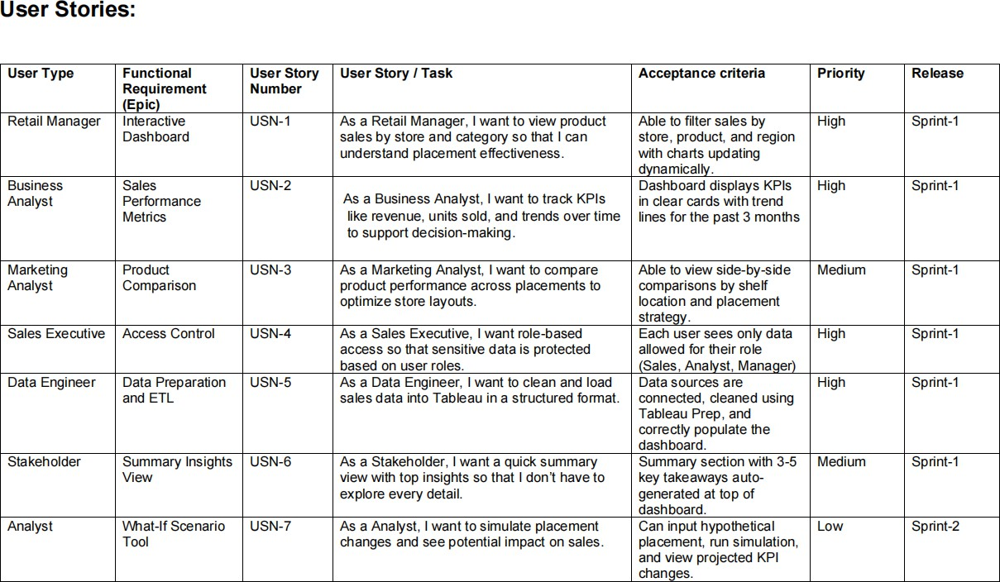 User Stories:
User Type
Functional
Requirement
(Epic)
User Story
Number
User Story / Task
Acceptance criteria
Priority
Release
Retail Manager
Interactive
Dashboard
USN-1
As a Retail Manager, I want to view product
sales by store and category so that I can
understand placement effectiveness.
Able to filter sales by
store, product, and region
with charts updating
dynamically.
High
Sprint-1
Business
Analyst
Sales
Performance
Metrics
USN-2
As a Business Analyst, I want to track KPIs
like revenue, units sold, and trends over time
to support decision-making.
Dashboard displays KPIs
in clear cards with trend
lines for the past 3 months
High
Sprint-1
Marketing
Analyst
Product
Comparison
USN-3
As a Marketing Analyst, I want to compare
product performance across placements to
optimize store layouts.
Able to view side-by-side
comparisons by shelf
location and placement
strategy.
Medium
Sprint-1
Sales Executive
Access Control
USN-4
As a Sales Executive, I want role-based
access so that sensitive data is protected
based on user roles.
Each user sees only data
allowed for their role
(Sales, Analyst, Manager)
High
Sprint-1
Data Engineer
Data Preparation
and ETL
USN-5
As a Data Engineer, I want to clean and load
sales data into Tableau in a structured format.
Data sources are
connected, cleaned using
Tableau Prep, and
correctly populate the
dashboard.
High
Sprint-1
Stakeholder
Summary Insights
View
USN-6
As a Stakeholder, I want a quick summary
view with top insights so that I don’t have to
explore every detail.
Summary section with 3-5
key takeaways auto-
generated at top of
dashboard.
Medium
Sprint-1
Analyst
What-If Scenario
Tool
USN-7
As a Analyst, I want to simulate placement
changes and see potential impact on sales.
Can input hypothetical
placement, run simulation,
and view projected KPI
changes.
Low
Sprint-2